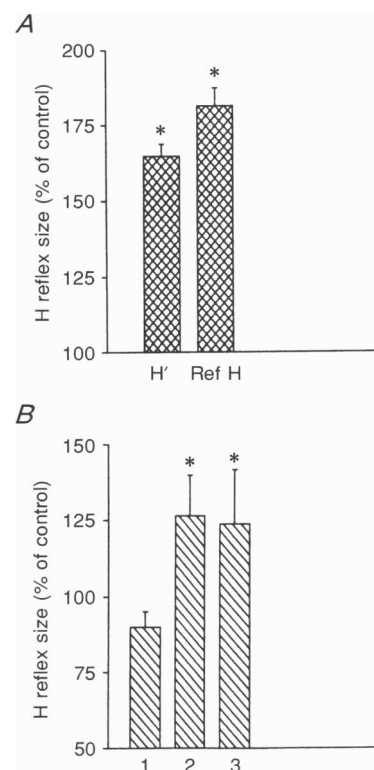 A
200
175
150
125
100
H reflex size (% of control)
*
*
H′ Ref H
B
150
125
100
75
50
H reflex size (% of control)
*
*
1 2 3